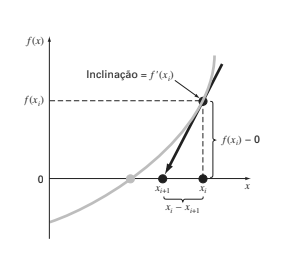 f(x)
Inclinação = f'(xᵢ)
f(xᵢ)
f(xᵢ) – 0
0
xᵢ₊₁
xᵢ
x
xᵢ – xᵢ₊₁